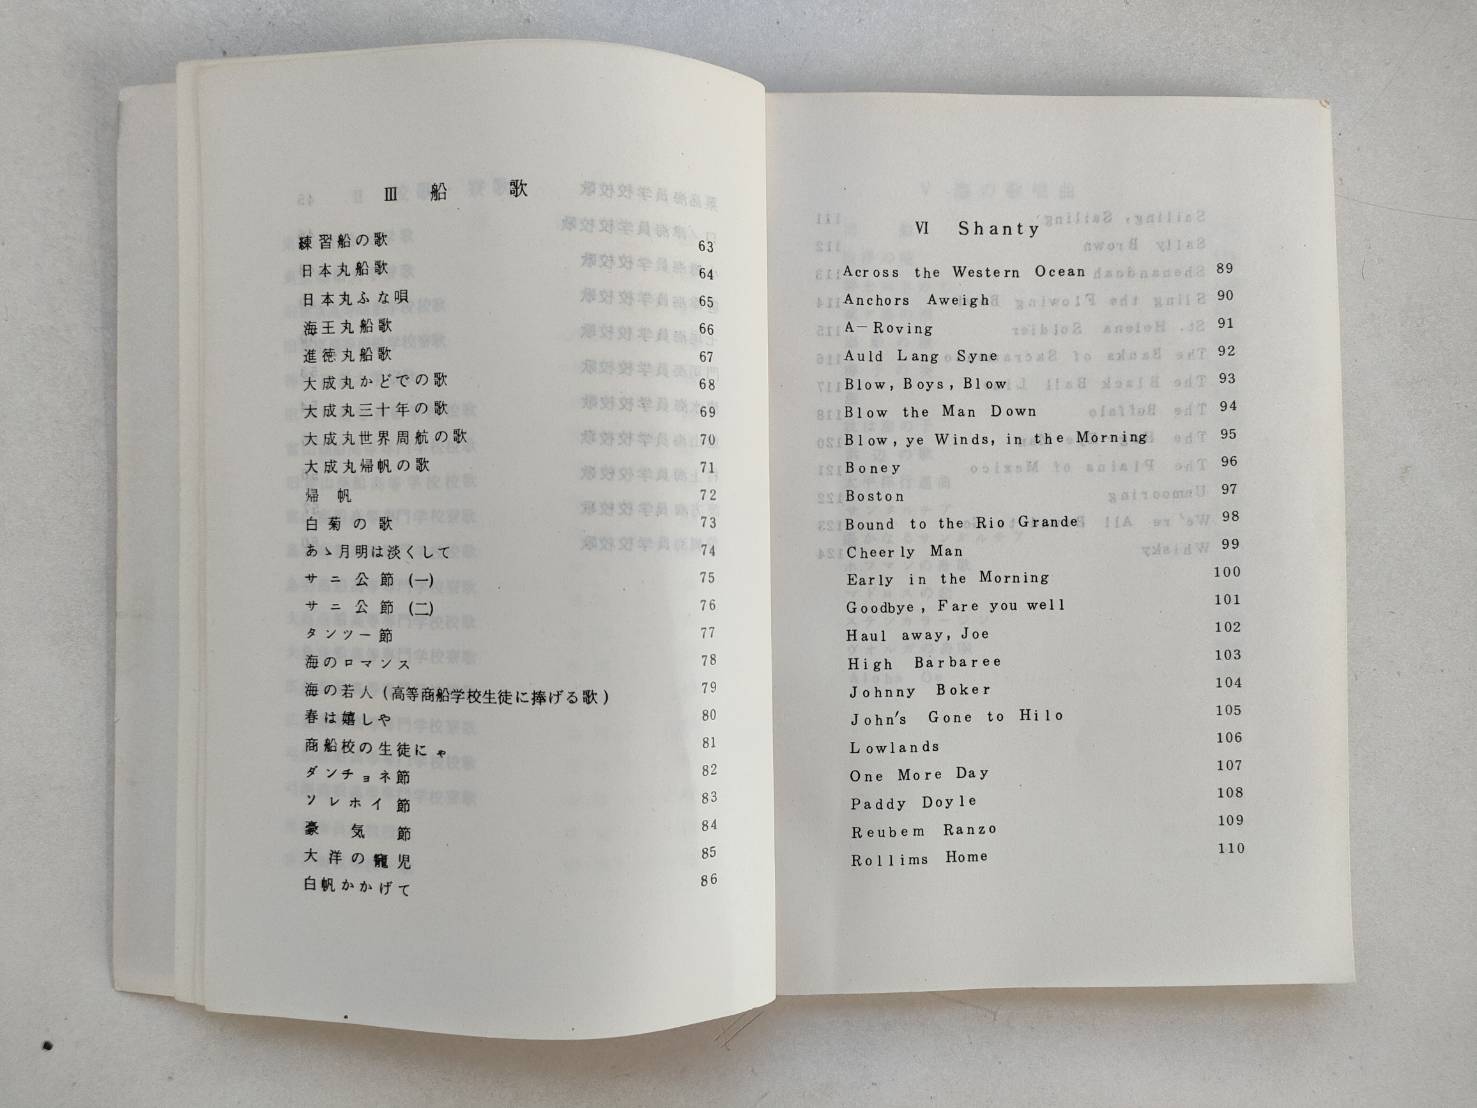 Ⅲ 船 歌
練習船の歌 63
日本丸船歌 64
日本丸ふな唄 65
海王丸船歌 66
進徳丸船歌 67
大成丸かどでの歌 68
大成丸三十年の歌 69
大成丸世界周航の歌 70
大成丸帰帆の歌 71
帰 帆 72
白菊の歌 73
あゝ月明は淡くして 74
サニ公節 (一) 75
サニ公節 (二) 76
タンツー節 77
海のロマンス 78
海の若人 (高等商船学校生徒に捧げる歌) 79
春は嬉しや 80
商船校の生徒にゃ 81
ダンチョネ節 82
ソレホイ節 83
豪気節 84
大洋の寵児 85
白帆かかげて 86
Ⅵ Shanty
Across the Western Ocean 89
Anchors Aweigh 90
A-Roving 91
Auld Lang Syne 92
Blow, Boys, Blow 93
Blow the Man Down 94
Blow, ye Winds, in the Morning 95
Boney 96
Boston 97
Bound to the Rio Grande 98
Cheerly Man 99
Early in the Morning 100
Goodbye, Fare you well 101
Haul away, Joe 102
High Barbaree 103
Johnny Boker 104
John's Gone to Hilo 105
Lowlands 106
One More Day 107
Paddy Doyle 108
Reubem Ranzo 109
Rollims Home 110